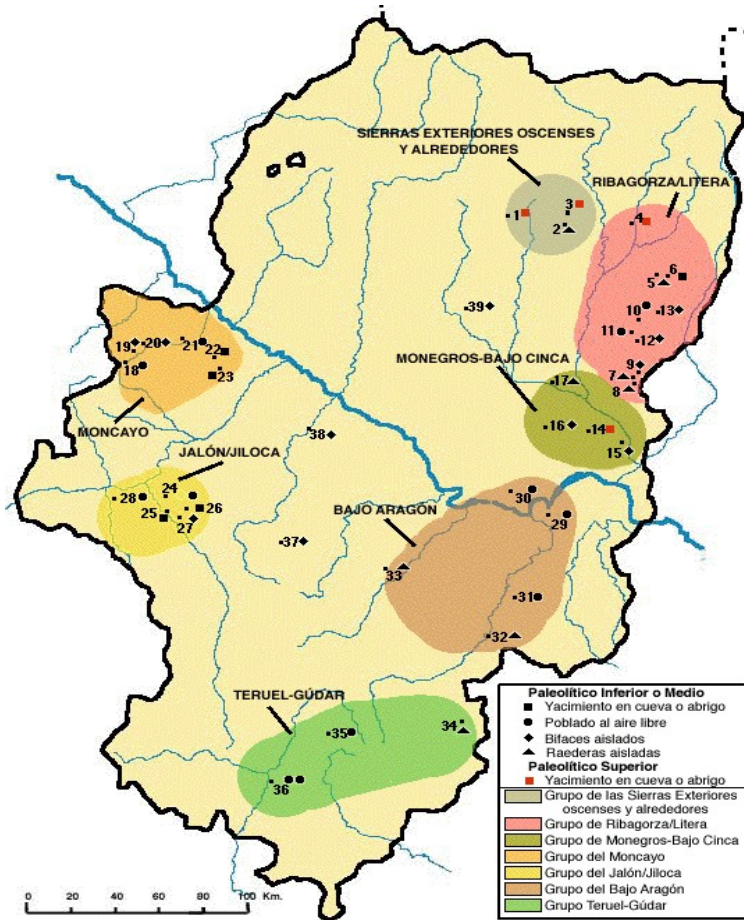 SIERRAS EXTERIORES OSCENSES
Y ALREDEDORES
RIBAGORZA/LITERA
1
3
2
4
6
5
10
13
11
12
9
7
8
39
MONEGROS-BAJO CINCA
17
16
14
15
19
20
21
22
18
23
MONCAYO
38
JALÓN/JILOCA
28
24
25
26
27
37
30
BAJO ARAGÓN
29
33
31
32
TERUEL-GÚDAR
35
34
36
Paleolítico Inferior o Medio
Yacimiento en cueva o abrigo
Poblado al aire libre
Bifaces aislados
Raederas aisladas
Paleolítico Superior
Yacimiento en cueva o abrigo
Grupo de las Sierras Exteriores
oscenses y alrededores
Grupo de Ribagorza/Litera
Grupo de Monegros-Bajo Cinca
Grupo del Moncayo
Grupo del Jalón/Jiloca
Grupo del Bajo Aragón
Grupo Teruel-Gúdar
0 20 40 60 80 100 Km.